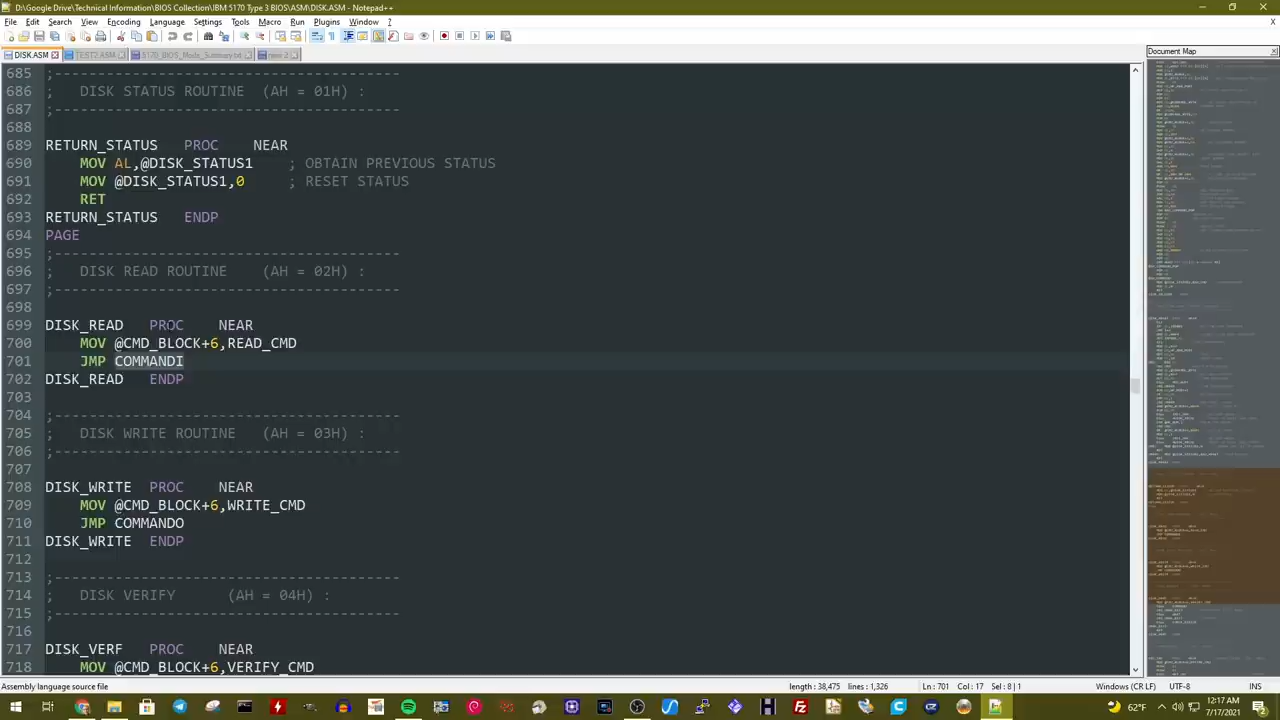 D:\Google Drive\Technical Information\BIOS Collection\IBM 5170 Type 3 BIOS\ASM\DISK.ASM - Notepad++
File Edit Search View Encoding Language Settings Tools Macro Run Plugins Window ?
DISK.ASM TEST2.ASM 5170_BIOS_Mods_Summary.txt new 2
Document Map
685 ;----------------------------------------
686 ; DISK STATUS ROUTINE (AH = 01H) :
687 ;----------------------------------------
688
689 RETURN_STATUS PROC NEAR
690 MOV AL,@DISK_STATUS1 ; OBTAIN PREVIOUS STATUS
691 MOV @DISK_STATUS1,0 ; RESET STATUS
692 RET
693 RETURN_STATUS ENDP
694 PAGE
695 ;----------------------------------------
696 ; DISK READ ROUTINE (AH = 02H) :
697 ;----------------------------------------
698
699 DISK_READ PROC NEAR
700 MOV @CMD_BLOCK+6,READ_CMD
701 JMP COMMANDI
702 DISK_READ ENDP
703
704 ;----------------------------------------
705 ; DISK WRITE ROUTINE (AH = 03H) :
706 ;----------------------------------------
707
708 DISK_WRITE PROC NEAR
709 MOV @CMD_BLOCK+6,WRITE_CMD
710 JMP COMMANDO
711 DISK_WRITE ENDP
712
713 ;----------------------------------------
714 ; DISK VERIFY (AH = 04H) :
715 ;----------------------------------------
716
717 DISK_VERF PROC NEAR
718 MOV @CMD_BLOCK+6,VERIFY_CMD
Assembly language source file length : 38,475 lines : 1,326 Ln : 701 Col : 17 Sel : 8 | 1 Windows (CR LF) UTF-8 INS
62°F 12:17 AM
7/17/2021